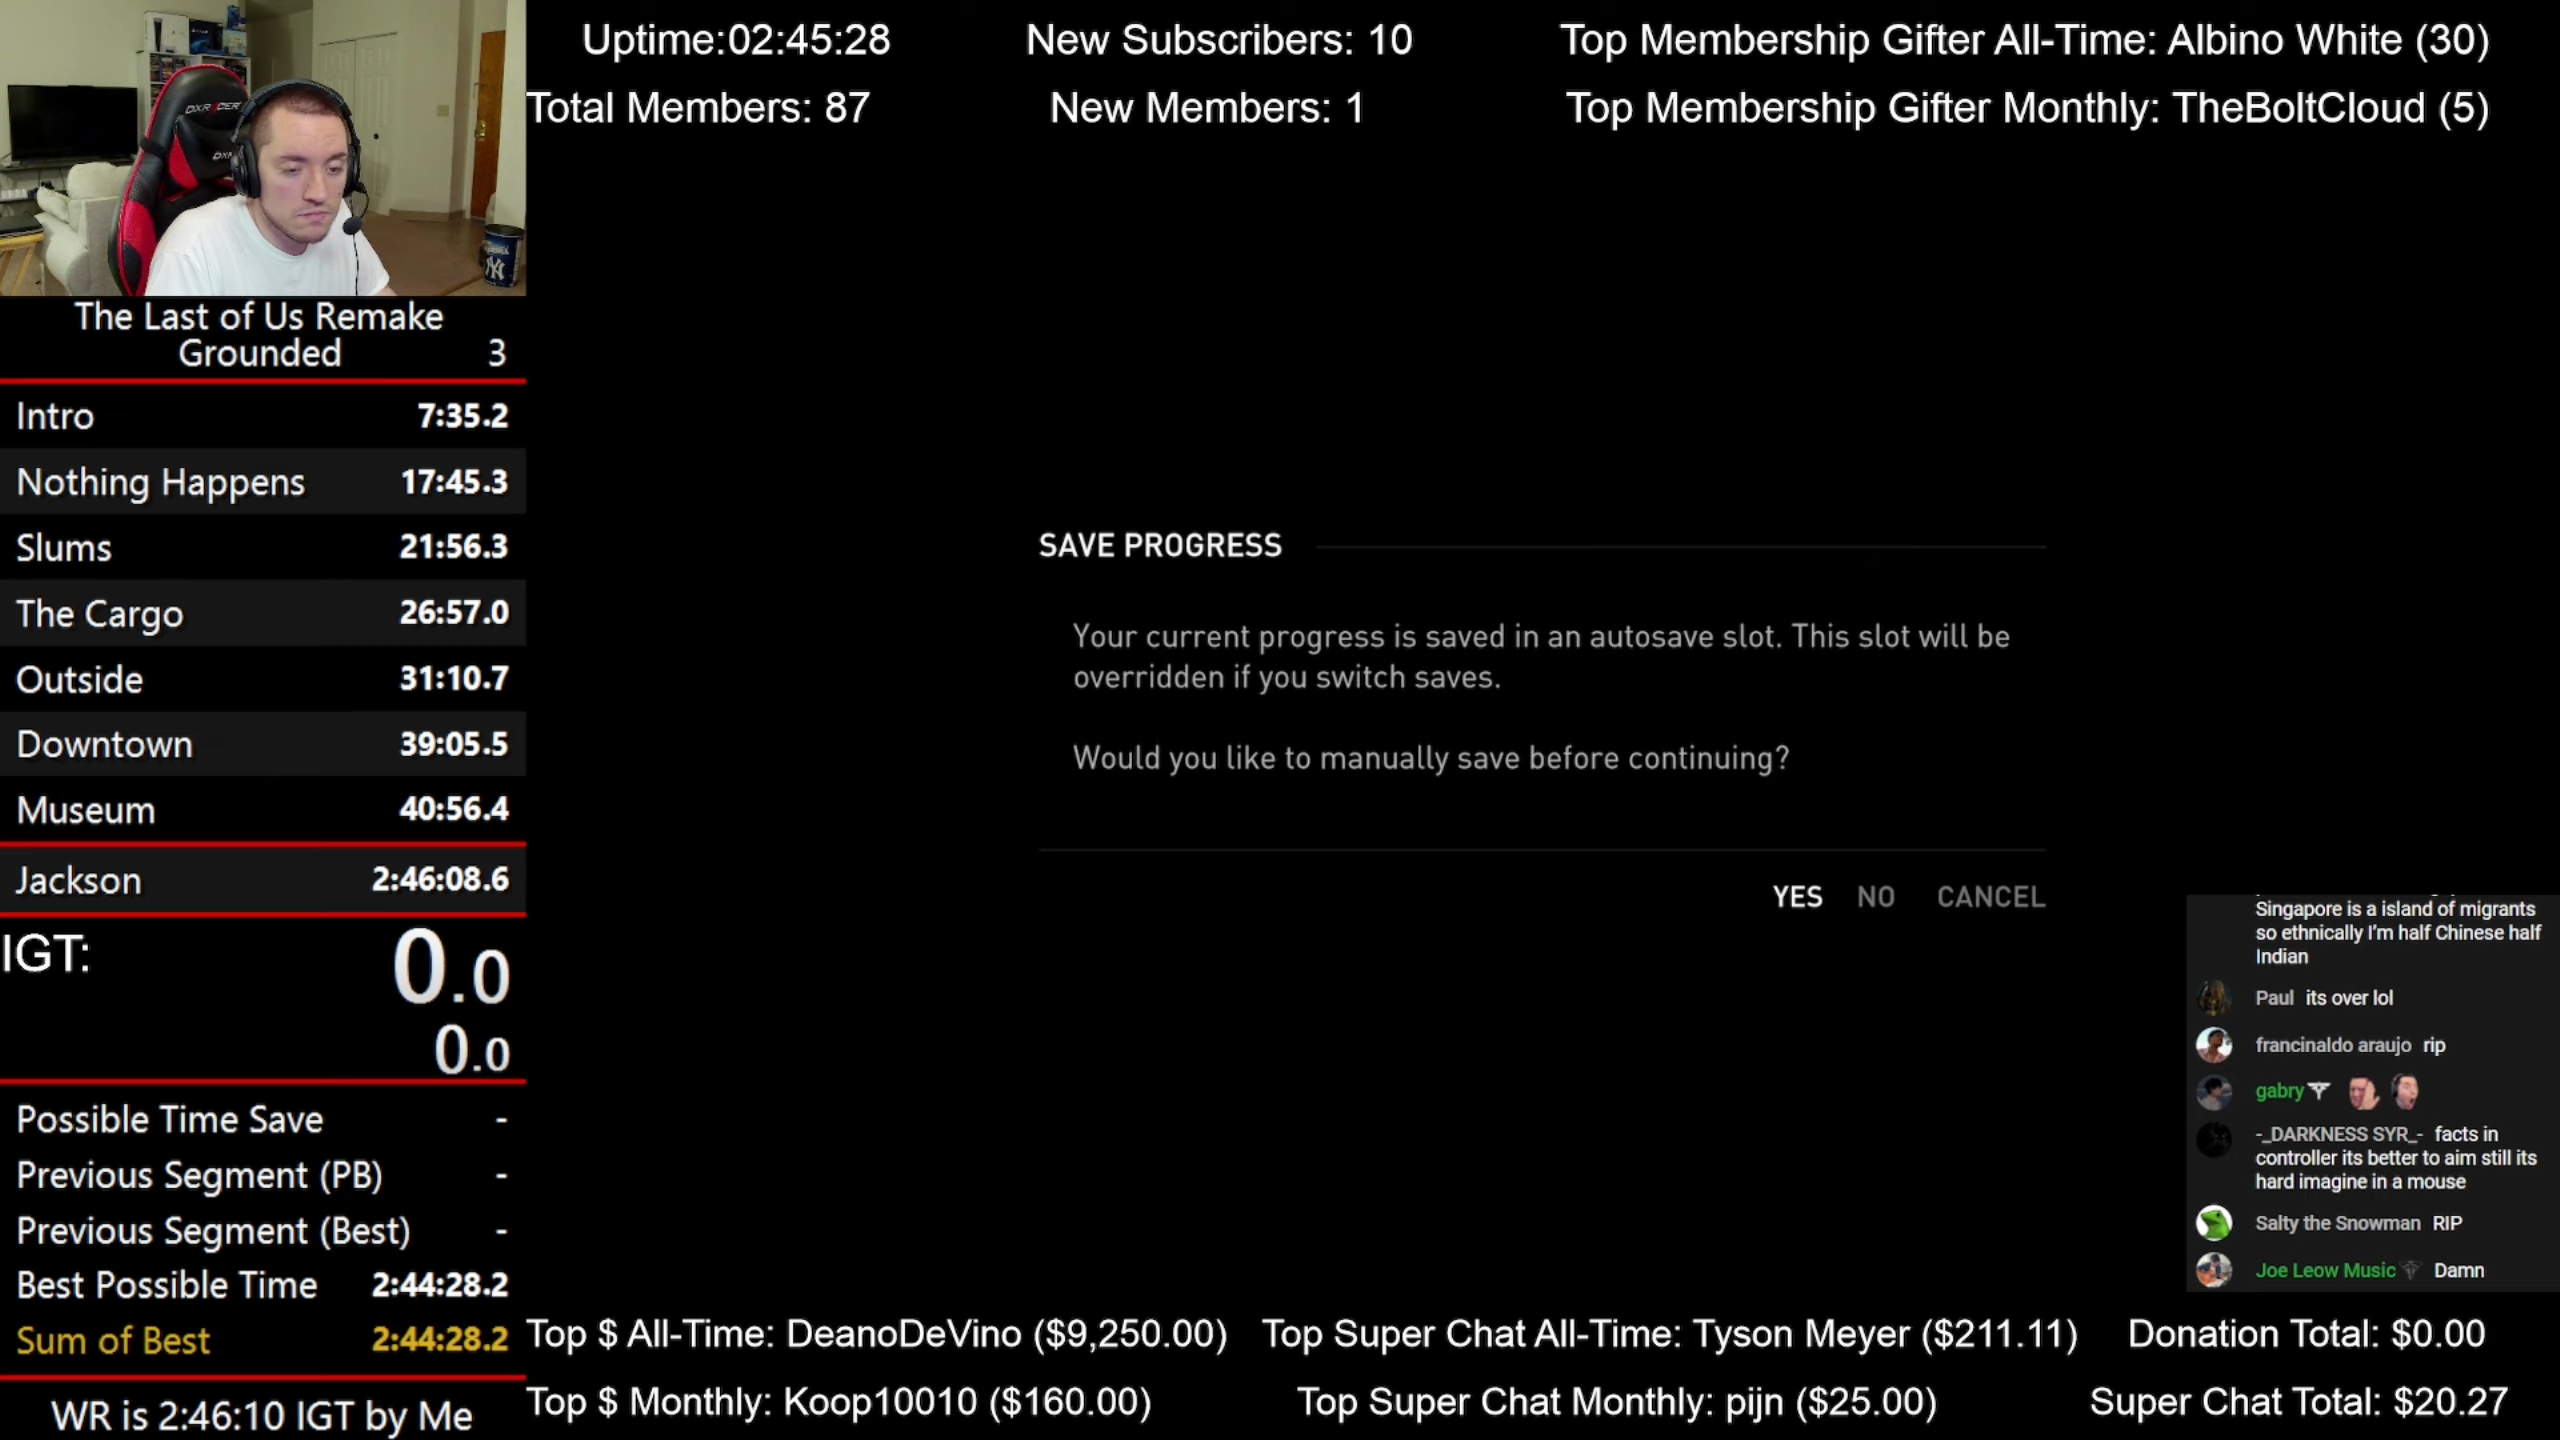 Uptime:02:45:28
New Subscribers: 10
Top Membership Gifter All-Time: Albino White (30)
Total Members: 87
New Members: 1
Top Membership Gifter Monthly: TheBoltCloud (5)
The Last of Us Remake
Grounded 3
Intro 7:35.2
Nothing Happens 17:45.3
Slums 21:56.3
The Cargo 26:57.0
Outside 31:10.7
Downtown 39:05.5
Museum 40:56.4
Jackson 2:46:08.6
IGT: 0.0
0.0
Possible Time Save -
Previous Segment (PB) -
Previous Segment (Best) -
Best Possible Time 2:44:28.2
Sum of Best 2:44:28.2
WR is 2:46:10 IGT by Me
SAVE PROGRESS
Your current progress is saved in an autosave slot. This slot will be
overridden if you switch saves.
Would you like to manually save before continuing?
YES NO CANCEL
Singapore is a island of migrants
so ethnically I'm half Chinese half
Indian
Paul its over lol
francinaldo araujo rip
gabry
-_DARKNESS SYR_- facts in
controller its better to aim still its
hard imagine in a mouse
Salty the Snowman RIP
Joe Leow Music Damn
Top $ All-Time: DeanoDeVino ($9,250.00)
Top Super Chat All-Time: Tyson Meyer ($211.11)
Donation Total: $0.00
Top $ Monthly: Koop10010 ($160.00)
Top Super Chat Monthly: pijn ($25.00)
Super Chat Total: $20.27